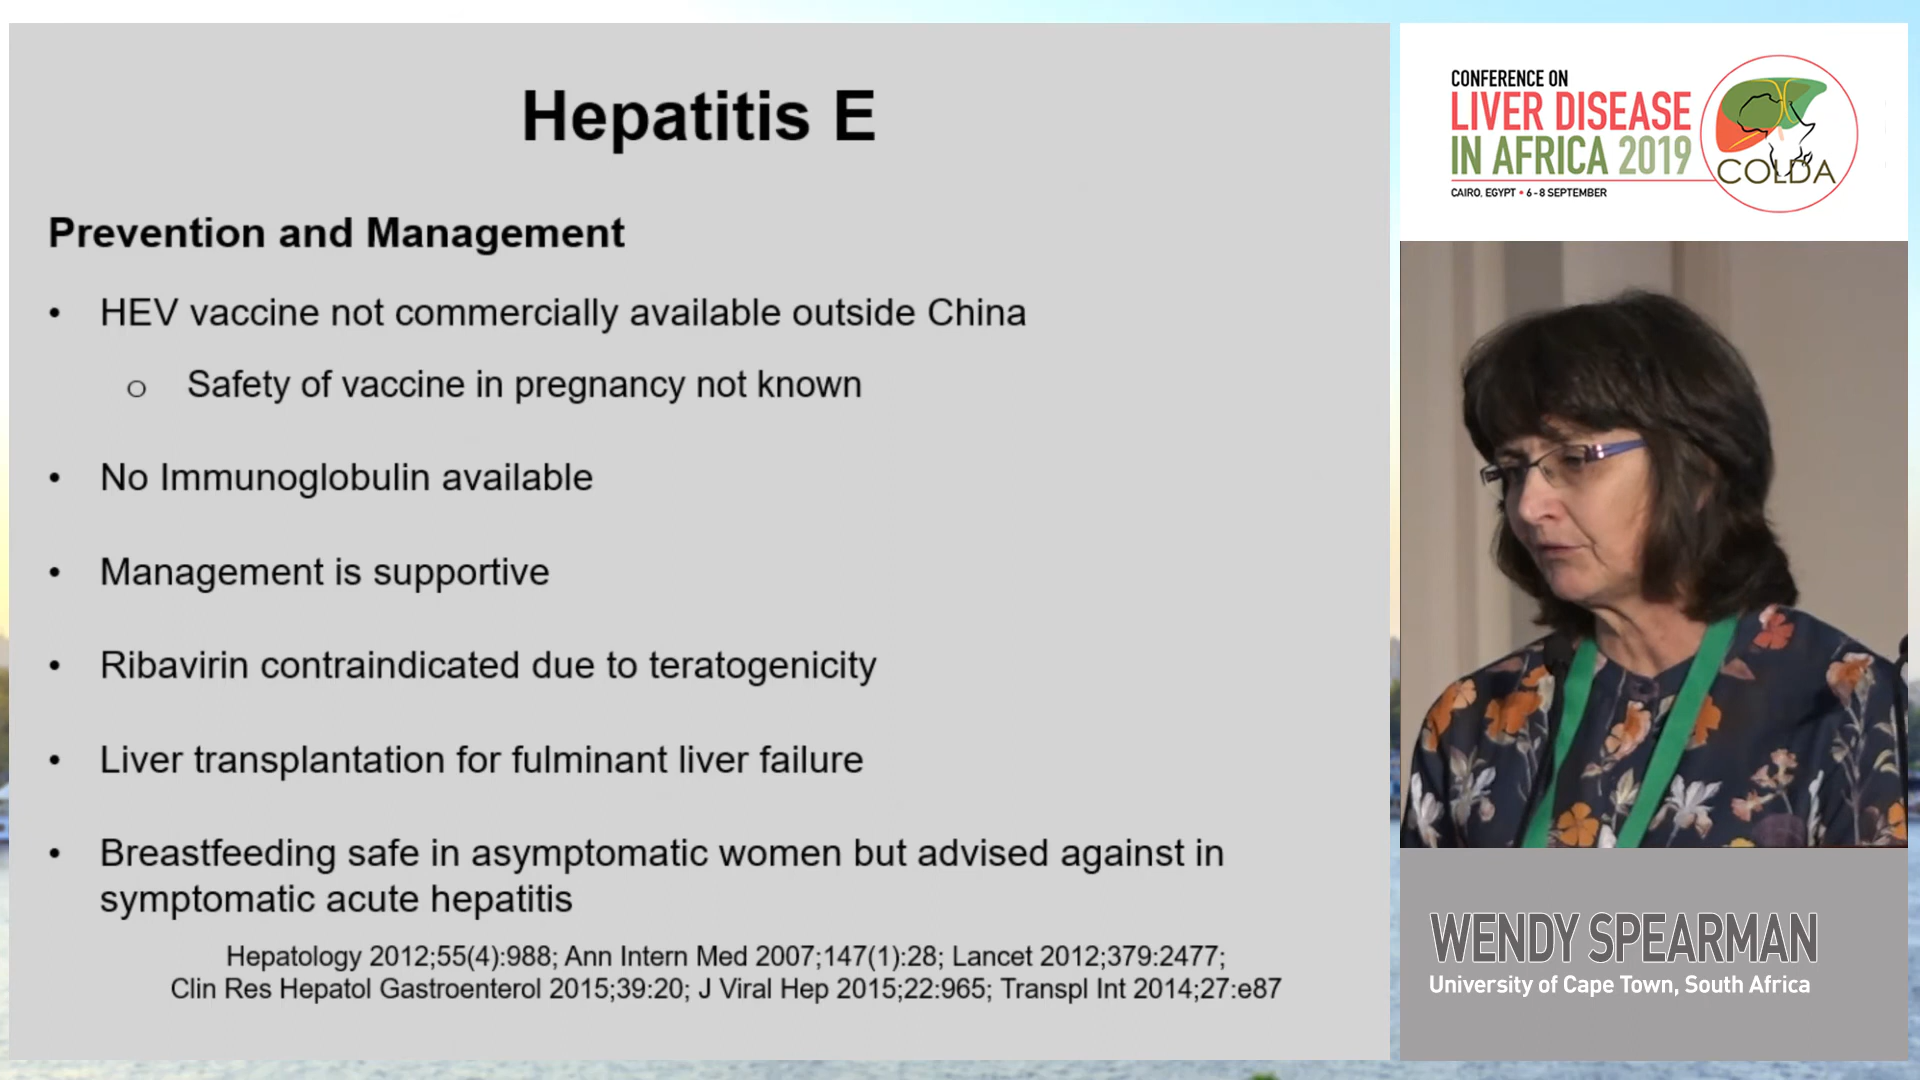 Hepatitis E
Prevention and Management
• HEV vaccine not commercially available outside China
o Safety of vaccine in pregnancy not known
• No Immunoglobulin available
• Management is supportive
• Ribavirin contraindicated due to teratogenicity
• Liver transplantation for fulminant liver failure
• Breastfeeding safe in asymptomatic women but advised against in
symptomatic acute hepatitis
Hepatology 2012;55(4):988; Ann Intern Med 2007;147(1):28; Lancet 2012;379:2477;
Clin Res Hepatol Gastroenterol 2015;39:20; J Viral Hep 2015;22:965; Transpl Int 2014;27:e87
CONFERENCE ON
LIVER DISEASE
IN AFRICA 2019
CAIRO, EGYPT • 6 - 8 SEPTEMBER
COLDA
WENDY SPEARMAN
University of Cape Town, South Africa